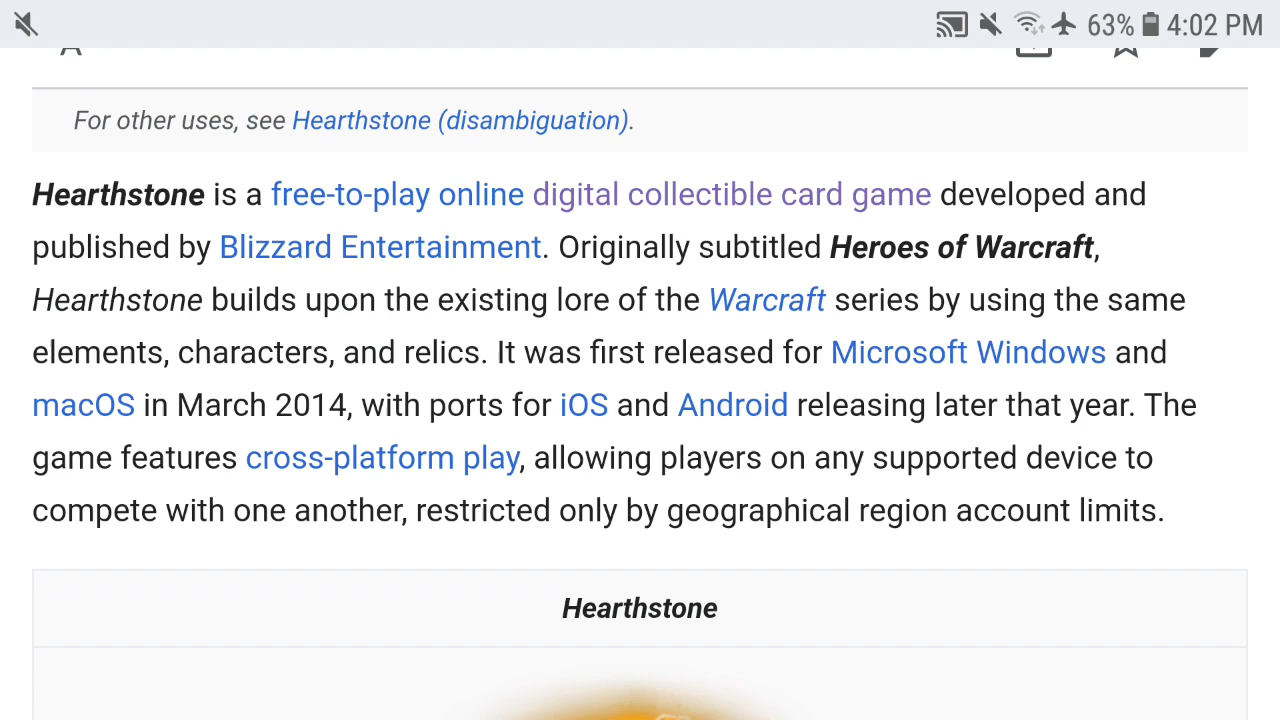 63% 4:02 PM
For other uses, see Hearthstone (disambiguation).
Hearthstone is a free-to-play online digital collectible card game developed and
published by Blizzard Entertainment. Originally subtitled Heroes of Warcraft,
Hearthstone builds upon the existing lore of the Warcraft series by using the same
elements, characters, and relics. It was first released for Microsoft Windows and
macOS in March 2014, with ports for iOS and Android releasing later that year. The
game features cross-platform play, allowing players on any supported device to
compete with one another, restricted only by geographical region account limits.
Hearthstone